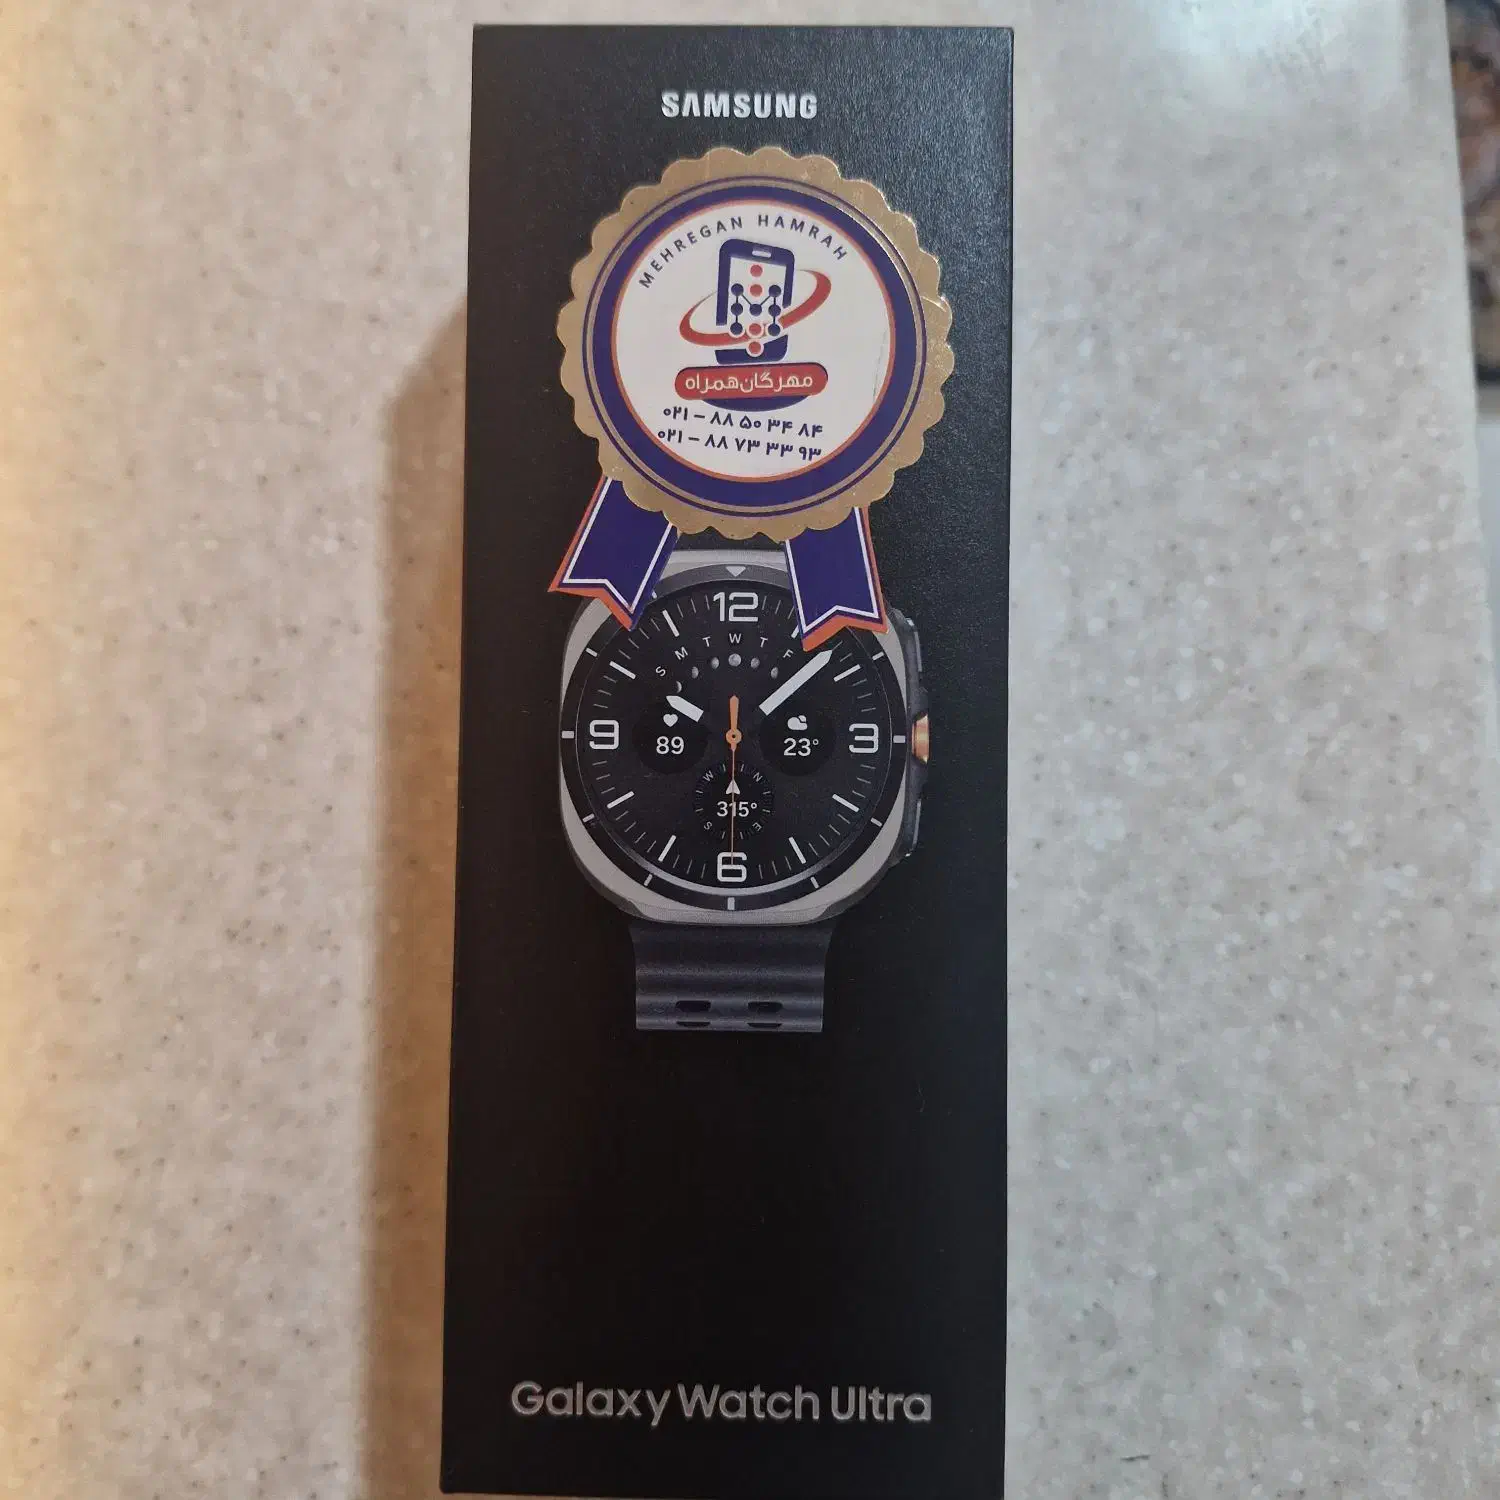 SAMSUNG
MEHREGAN HAMRAH
مهرگان‌همراه
۰۲۱ – ۸۸ ۵۰ ۳۴ ۸۴
۰۲۱ – ۸۸ ۷۳ ۳۳ ۹۳
12
S M T W T F
9
89
23°
3
W N
315°
S E
6
Galaxy Watch Ultra